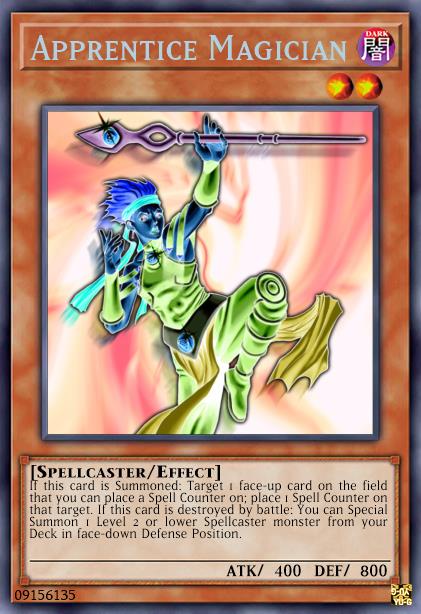 APPRENTICE MAGICIAN
DARK
闇
[SPELLCASTER/EFFECT]
If this card is Summoned: Target 1 face-up card on the field
that you can place a Spell Counter on; place 1 Spell Counter on
that target. If this card is destroyed by battle: You can Special
Summon 1 Level 2 or lower Spellcaster monster from your
Deck in face-down Defense Position.
ATK/ 400 DEF/ 800
09156135